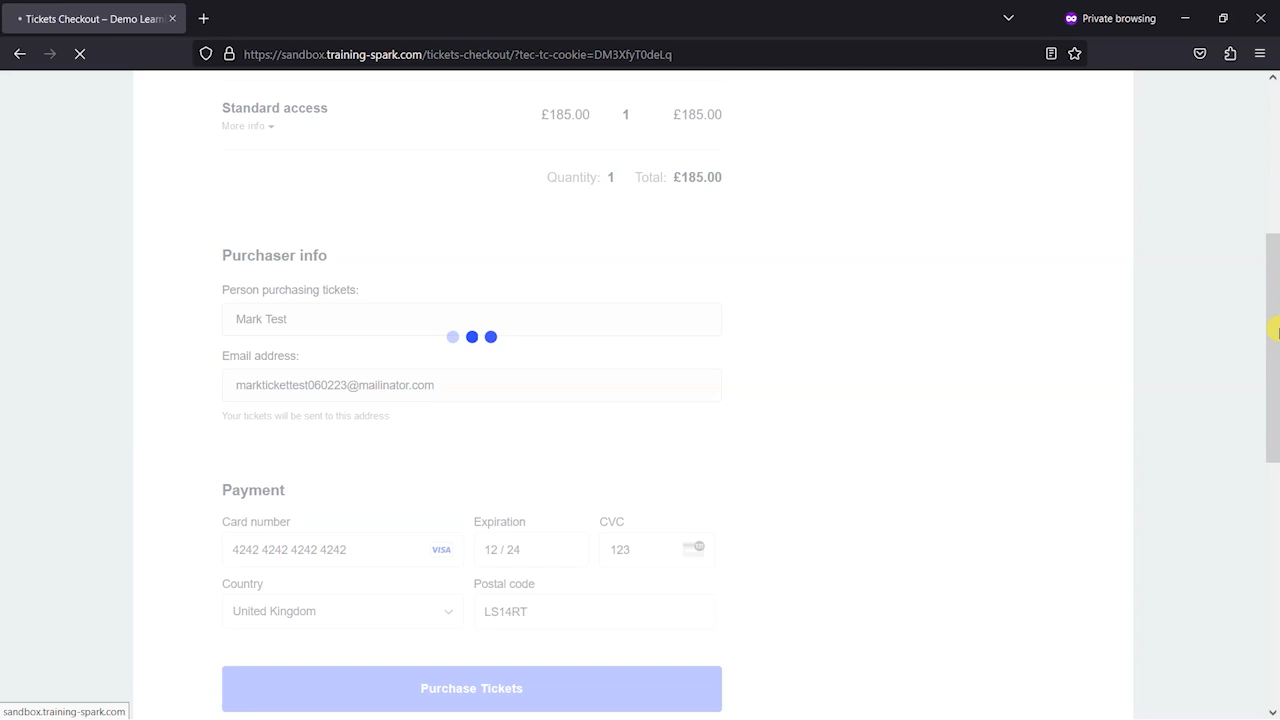 Tickets Checkout – Demo Learni
Private browsing
https://sandbox.training-spark.com/tickets-checkout/?tec-tc-cookie=DM3XfyT0deLq
Standard access £185.00 1 £185.00
More info
Quantity: 1 Total: £185.00
Purchaser info
Person purchasing tickets:
Mark Test
Email address:
marktickettest060223@mailinator.com
Your tickets will be sent to this address
Payment
Card number Expiration CVC
4242 4242 4242 4242 VISA 12 / 24 123
Country Postal code
United Kingdom LS14RT
Purchase Tickets
sandbox.training-spark.com